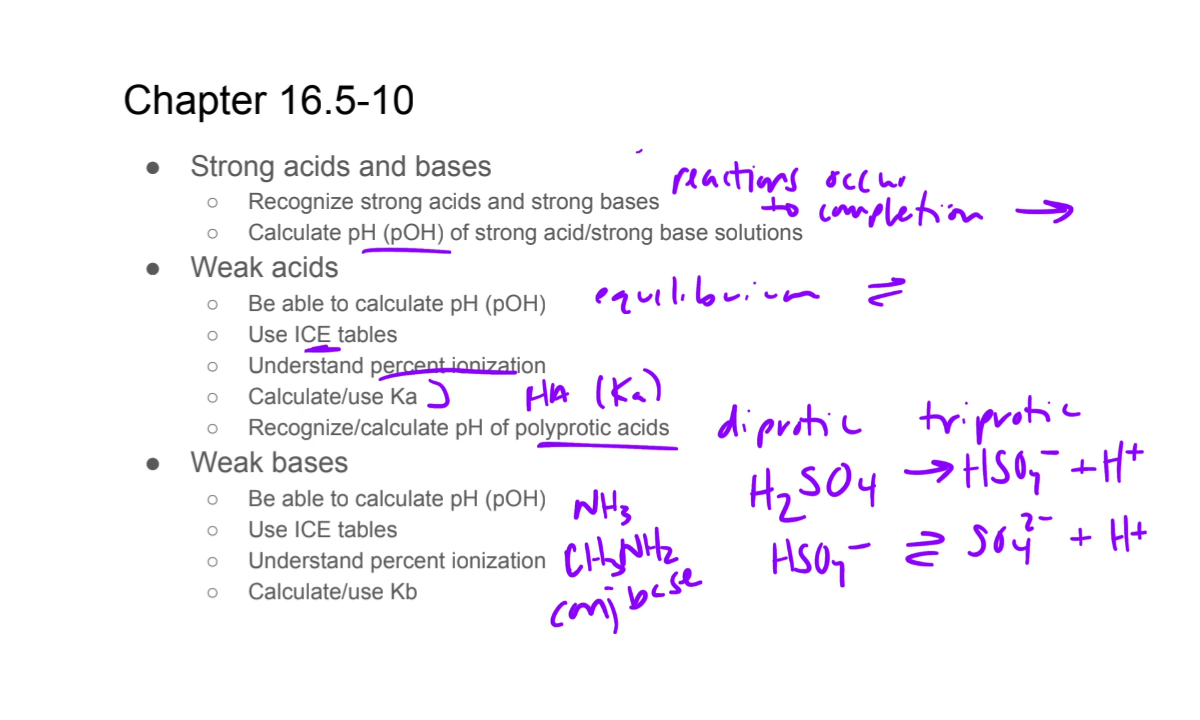 Chapter 16.5-10
● Strong acids and bases
○ Recognize strong acids and strong bases
reactions occur
to completion →
○ Calculate pH (pOH) of strong acid/strong base solutions
● Weak acids
○ Be able to calculate pH (pOH)
equilibrium ⇌
○ Use ICE tables
○ Understand percent ionization
○ Calculate/use Ka
HA (Ka)
○ Recognize/calculate pH of polyprotic acids
diprotic triprotic
H₂SO₄ → HSO₄⁻ + H⁺
HSO₄⁻ ⇌ SO₄²⁻ + H+
● Weak bases
○ Be able to calculate pH (pOH)
NH₃
○ Use ICE tables
○ Understand percent ionization
CH₃NH₂
○ Calculate/use Kb
conj base